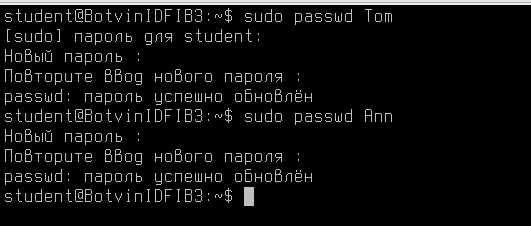 student@BotvinIDFIB3:~$ sudo passwd Tom
[sudo] пароль для student:
Новый пароль :
Повторите ввод нового пароля :
passwd: пароль успешно обновлён
student@BotvinIDFIB3:~$ sudo passwd Ann
Новый пароль :
Повторите ввод нового пароля :
passwd: пароль успешно обновлён
student@BotvinIDFIB3:~$